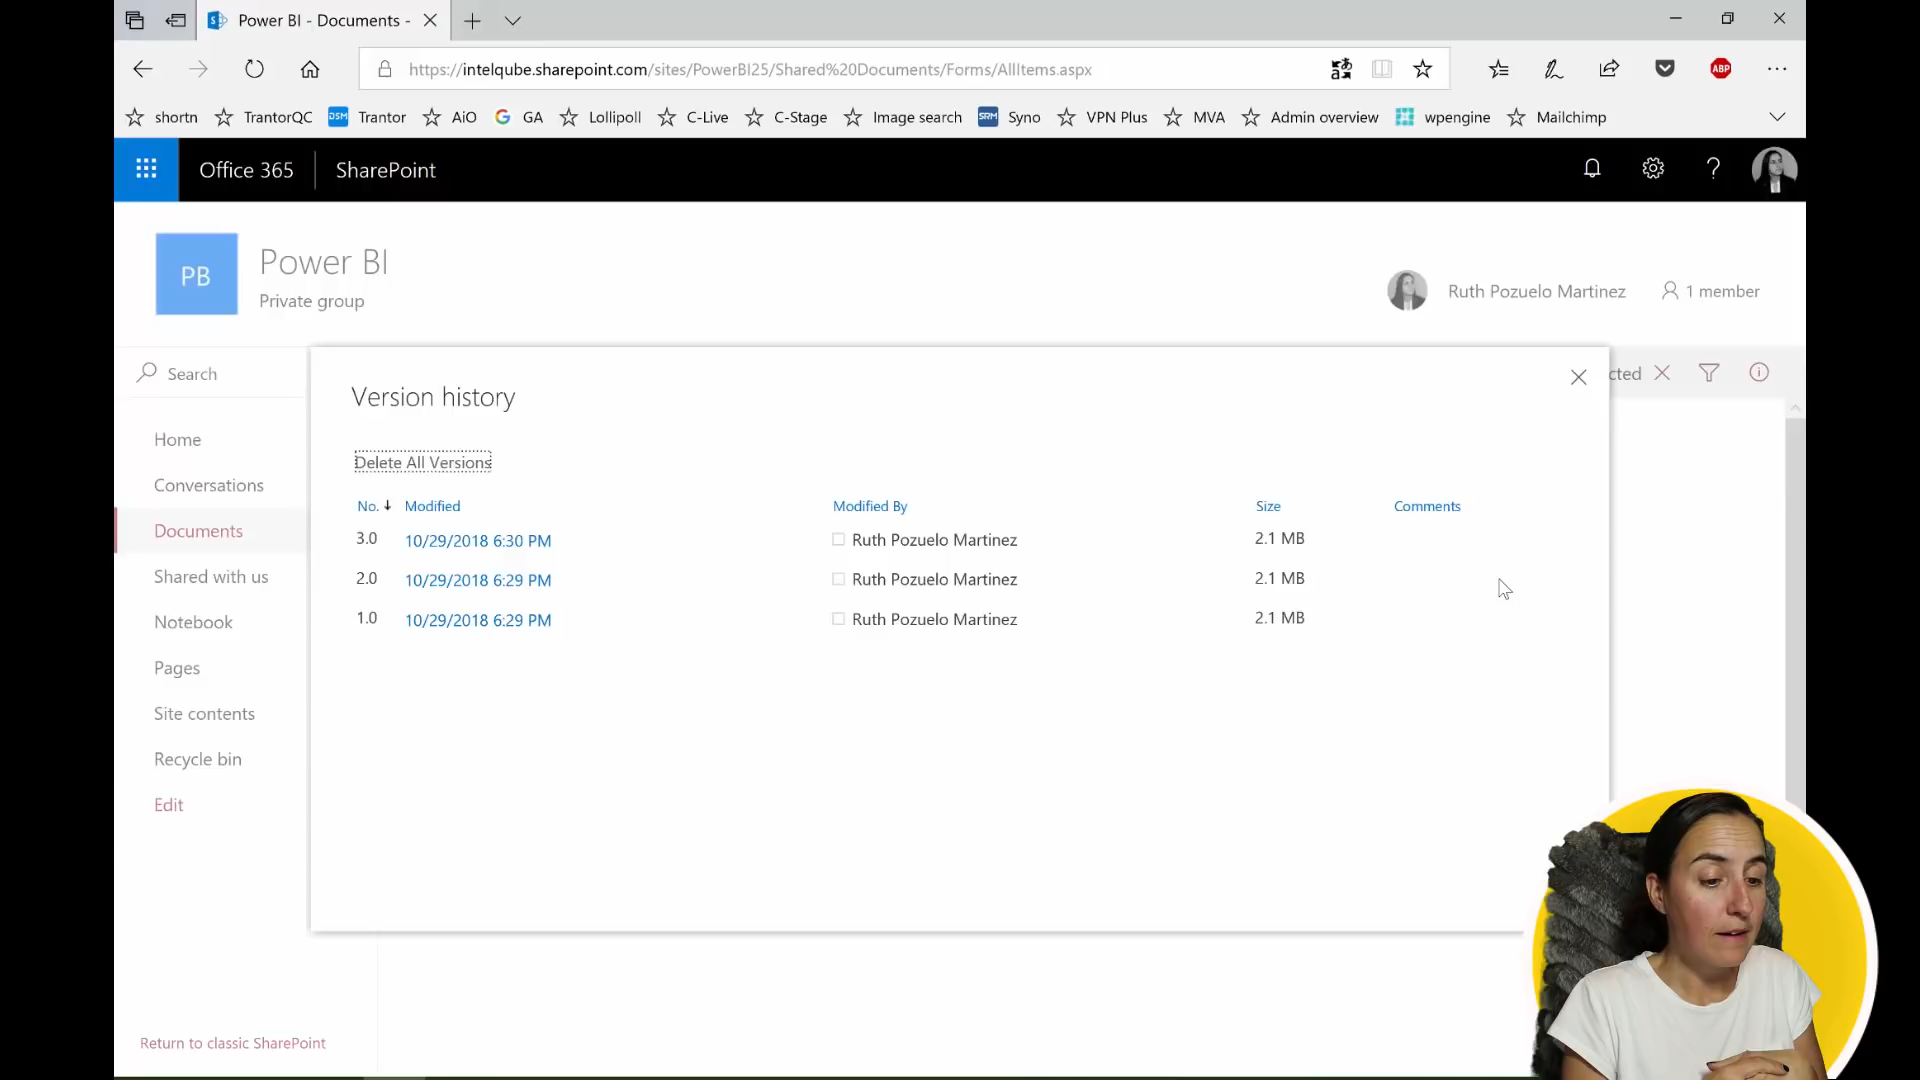 Power BI - Documents -
https://intelqube.sharepoint.com/sites/PowerBI25/Shared%20Documents/Forms/AllItems.aspx
ABP
shortn TrantorQC DSM Trantor AiO G GA Lollipoll C-Live C-Stage Image search SRM Syno VPN Plus MVA Admin overview wpengine Mailchimp
Office 365 SharePoint ?
PB
Power BI
Private group
Ruth Pozuelo Martinez 1 member
Search
cted
Home
Conversations
Documents
Shared with us
Notebook
Pages
Site contents
Recycle bin
Edit
Return to classic SharePoint
Version history
Delete All Versions
No. Modified Modified By Size Comments
3.0 10/29/2018 6:30 PM Ruth Pozuelo Martinez 2.1 MB
2.0 10/29/2018 6:29 PM Ruth Pozuelo Martinez 2.1 MB
1.0 10/29/2018 6:29 PM Ruth Pozuelo Martinez 2.1 MB